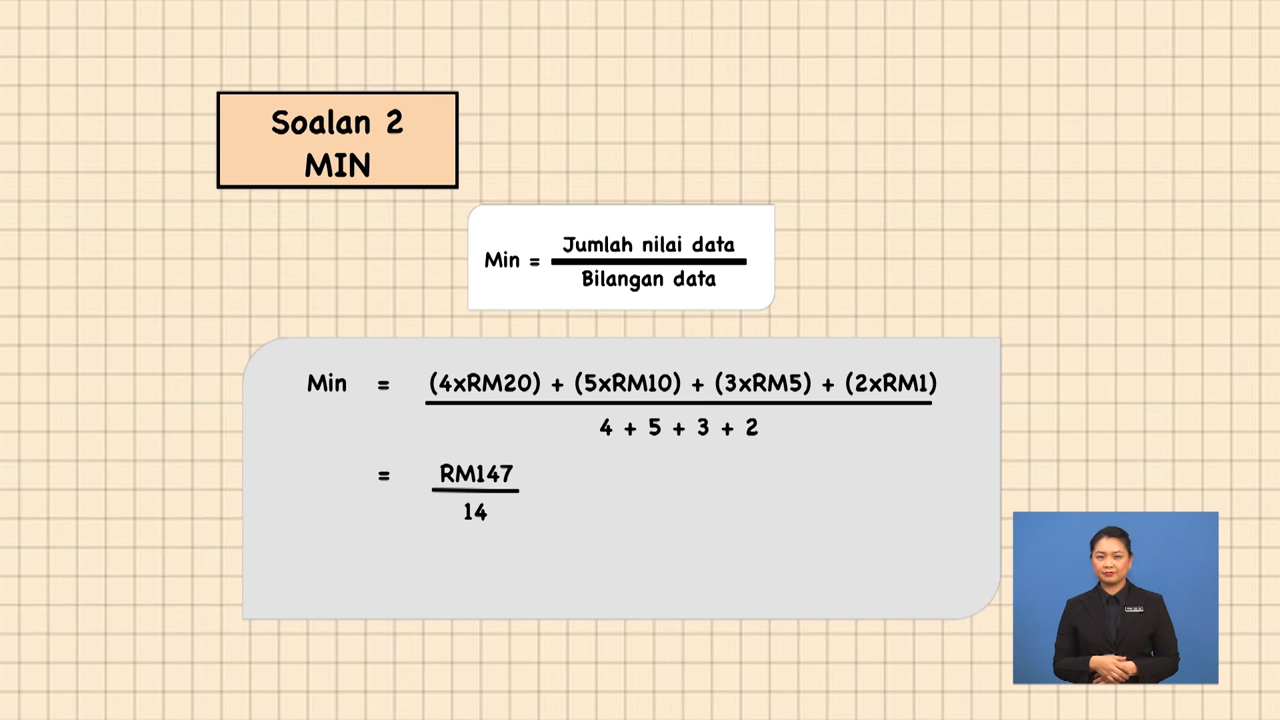 Soalan 2
MIN
Min = Jumlah nilai data
Bilangan data
Min = (4xRM20) + (5xRM10) + (3xRM5) + (2xRM1)
4 + 5 + 3 + 2
= RM147
14